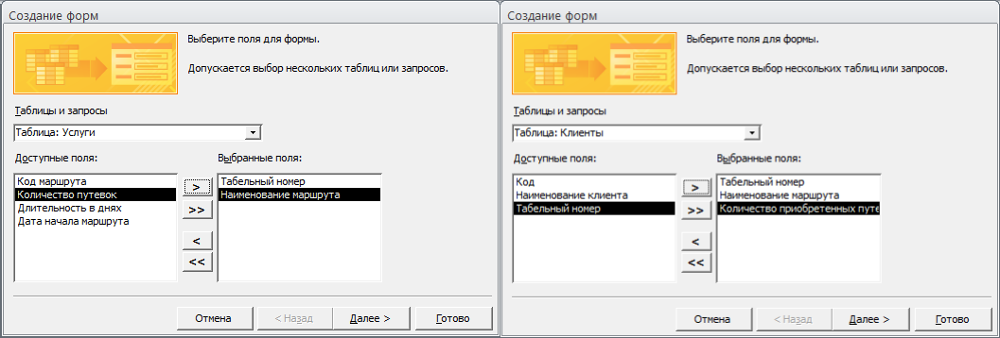 Создание форм
Выберите поля для формы.
Допускается выбор нескольких таблиц или запросов.
Таблицы и запросы
Таблица: Услуги
Доступные поля:
Выбранные поля:
Код маршрута
Количество путевок
Длительность в днях
Дата начала маршрута
>
>>
<
<<
Табельный номер
Наименование маршрута
Отмена
< Назад
Далее >
Готово
Создание форм
Выберите поля для формы.
Допускается выбор нескольких таблиц или запросов.
Таблицы и запросы
Таблица: Клиенты
Доступные поля:
Выбранные поля:
Код
Наименование клиента
Табельный номер
>
>>
<
<<
Табельный номер
Наименование маршрута
Количество приобретенных путе
Отмена
< Назад
Далее >
Готово